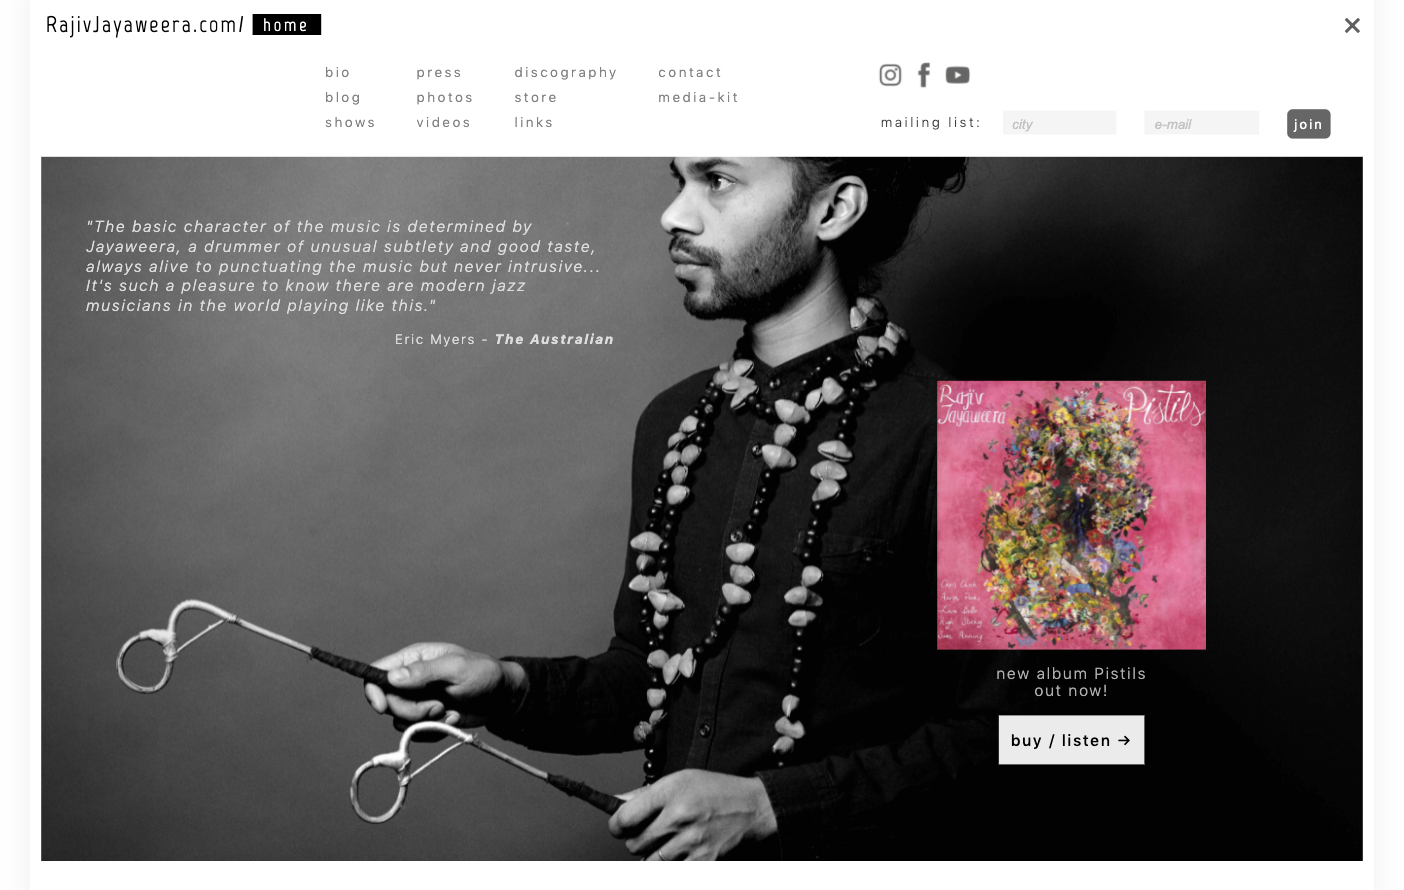 RajivJayaweera.com/ home
bio press discography contact
blog photos store media-kit
shows videos links
mailing list: city e-mail join
"The basic character of the music is determined by
Jayaweera, a drummer of unusual subtlety and good taste,
always alive to punctuating the music but never intrusive...
It's such a pleasure to know there are modern jazz
musicians in the world playing like this."
Eric Myers - The Australian
Rajiv
Jayaweera
Pistils
new album Pistils
out now!
buy / listen →